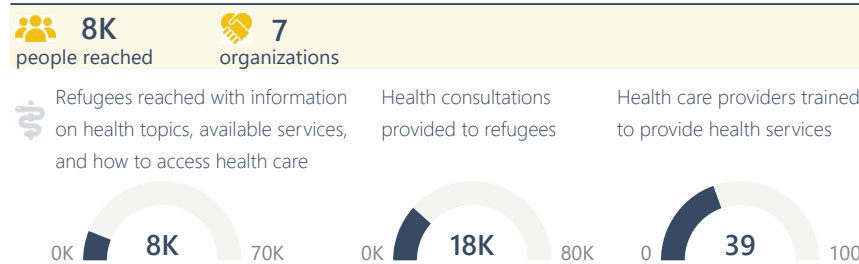 8K 7
people reached organizations
Refugees reached with information
on health topics, available services,
and how to access health care
Health consultations
provided to refugees
Health care providers trained
to provide health services
0K 8K 70K
0K 18K 80K
0 39 100